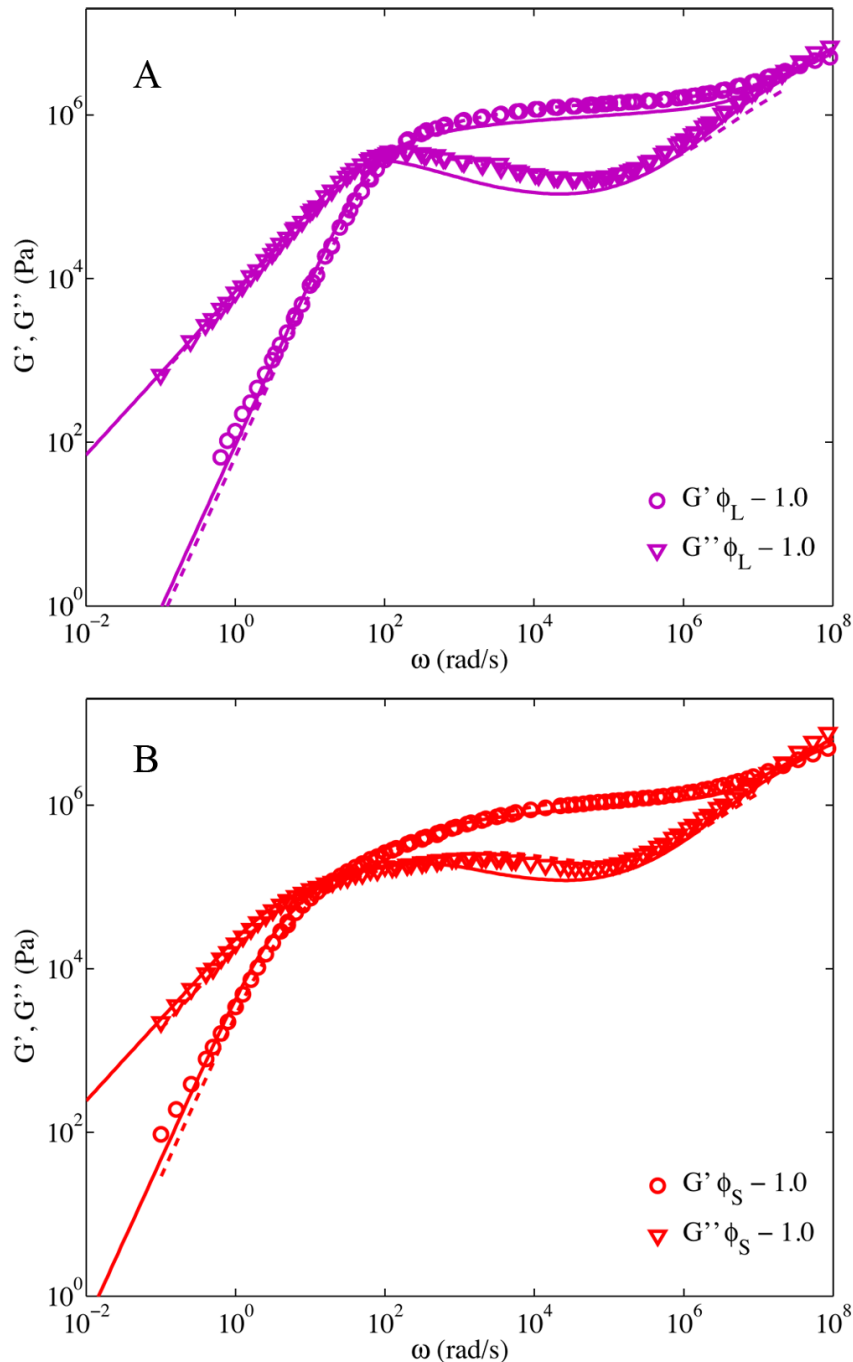 A
10^6
10^4
10^2
10^0
G', G'' (Pa)
G' ϕ_L − 1.0
G'' ϕ_L − 1.0
10^−2 10^0 10^2 10^4 10^6 10^8
ω (rad/s)
B
10^6
10^4
10^2
10^0
G', G'' (Pa)
G' ϕ_S − 1.0
G'' ϕ_S − 1.0
10^−2 10^0 10^2 10^4 10^6 10^8
ω (rad/s)